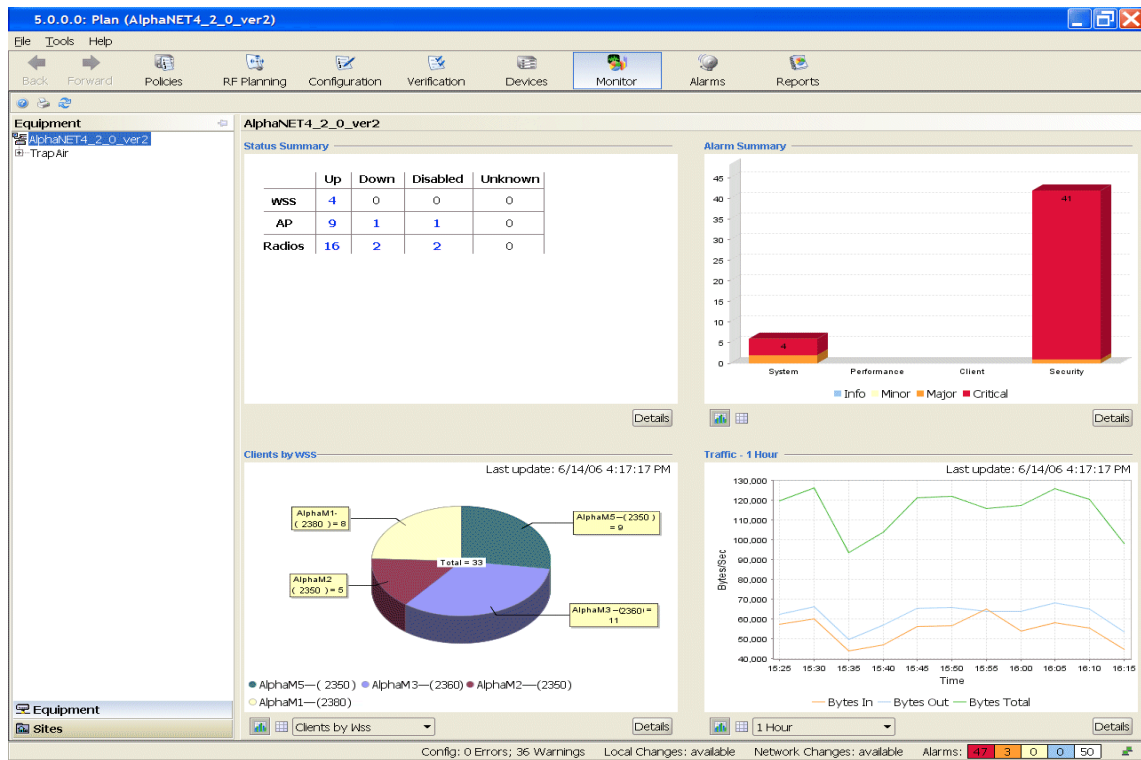 5.0.0.0: Plan (AlphaNET4_2_0_ver2)
File Tools Help
Back Forward Policies RF Planning Configuration Verification Devices Monitor Alarms Reports
Equipment
AlphaNET4_2_0_ver2
TrapAir
AlphaNET4_2_0_ver2
Status Summary
Up Down Disabled Unknown
WSS 4 0 0 0
AP 9 1 1 0
Radios 16 2 2 0
Details
Alarm Summary
45
40
35
30
25
20
15
10
5
0
41
4
System Performance Client Security
Info Minor Major Critical
Details
Clients by WSS
Last update: 6/14/06 4:17:17 PM
AlphaM1-
( 2380 ) = 8
AlphaM5—( 2350 )
= 9
Total = 33
AlphaM2
( 2350 ) = 5
AlphaM3 —(2360) =
11
AlphaM5—( 2350) AlphaM3—(2360) AlphaM2—(2350)
AlphaM1—(2380)
Clients by Wss
Details
Traffic - 1 Hour
Last update: 6/14/06 4:17:17 PM
130,000
120,000
110,000
100,000
90,000
80,000
70,000
60,000
50,000
40,000
Bytes/Sec
15:25 15:30 15:35 15:40 15:45 15:50 15:55 16:00 16:05 16:10 16:15
Time
Bytes In Bytes Out Bytes Total
1 Hour
Details
Equipment
Sites
Config: 0 Errors; 36 Warnings Local Changes: available Network Changes: available Alarms: 47 3 0 0 50